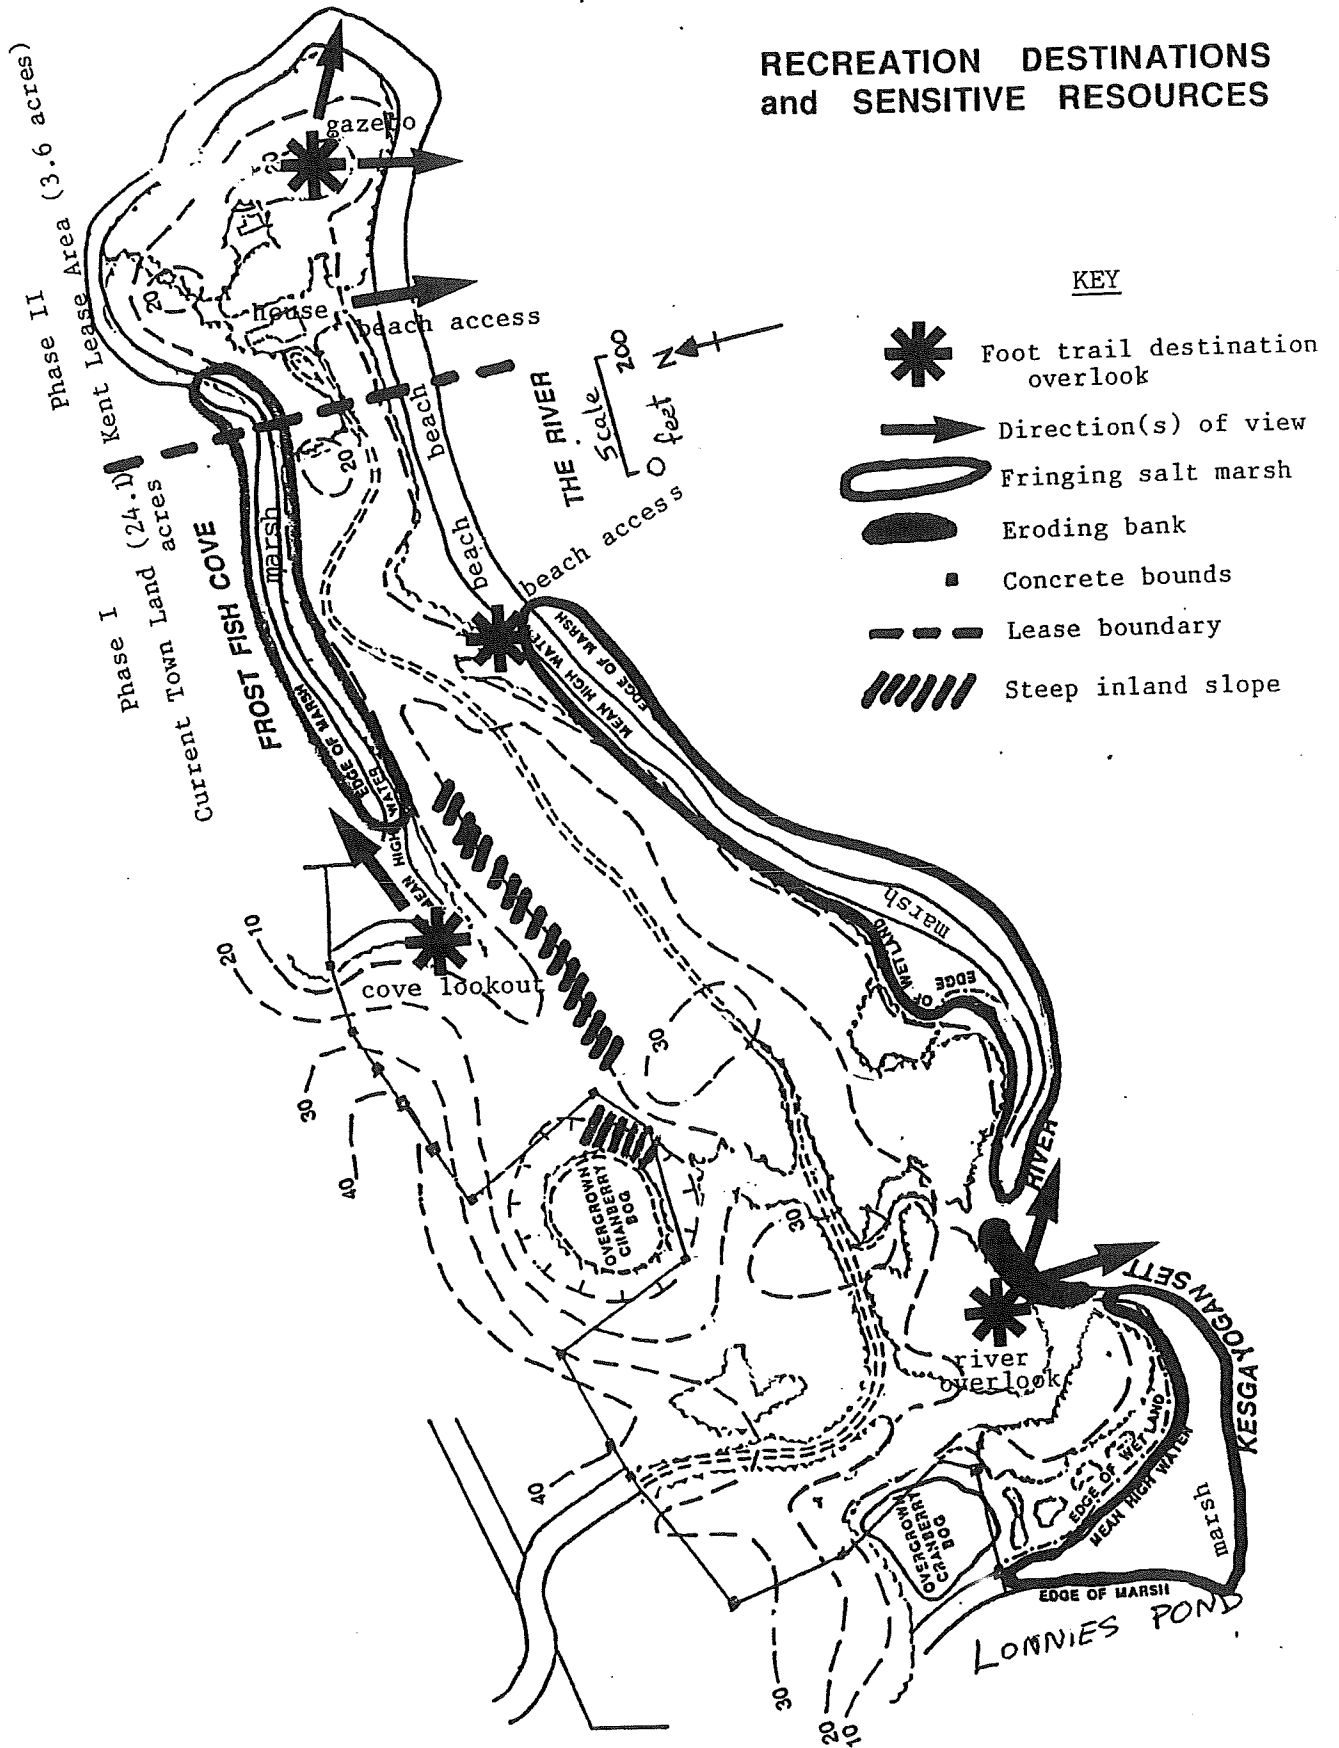 RECREATION DESTINATIONS
and SENSITIVE RESOURCES
KEY
Foot trail destination
overlook
Direction(s) of view
Fringing salt marsh
Eroding bank
Concrete bounds
Lease boundary
Steep inland slope
Phase II
Kent Lease Area (3.6 acres)
Phase I
Current Town Land (24.1)
acres
gazebo
20
20
house
beach access
beach
N
200
Scale
0 feet
THE RIVER
20
marsh
FROST FISH COVE
beach
beach access
EDGE OF MARSH
MEAN HIGH WATER
EDGE OF MARSH
MEAN HIGH WATER
marsh
EDGE OF WETLAND
10
20
cove lookout
30
30
40
RIVER
OVERGROWN
CRANBERRY
BOG
30
KESGAYOGANSETT
river
overlook
EDGE OF WETLAND
MEAN HIGH WATER
marsh
40
OVERGROWN
CRANBERRY
BOG
EDGE OF MARSH
LONNIES POND
30
20
10